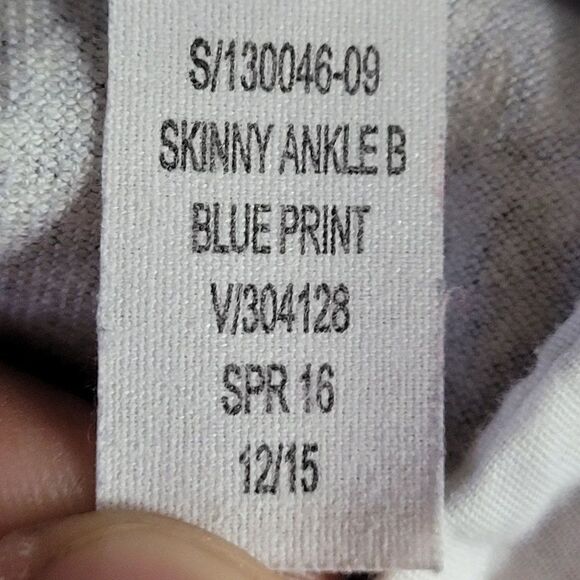 S/130046-09
SKINNY ANKLE B
BLUE PRINT
V/304128
SPR 16
12/15